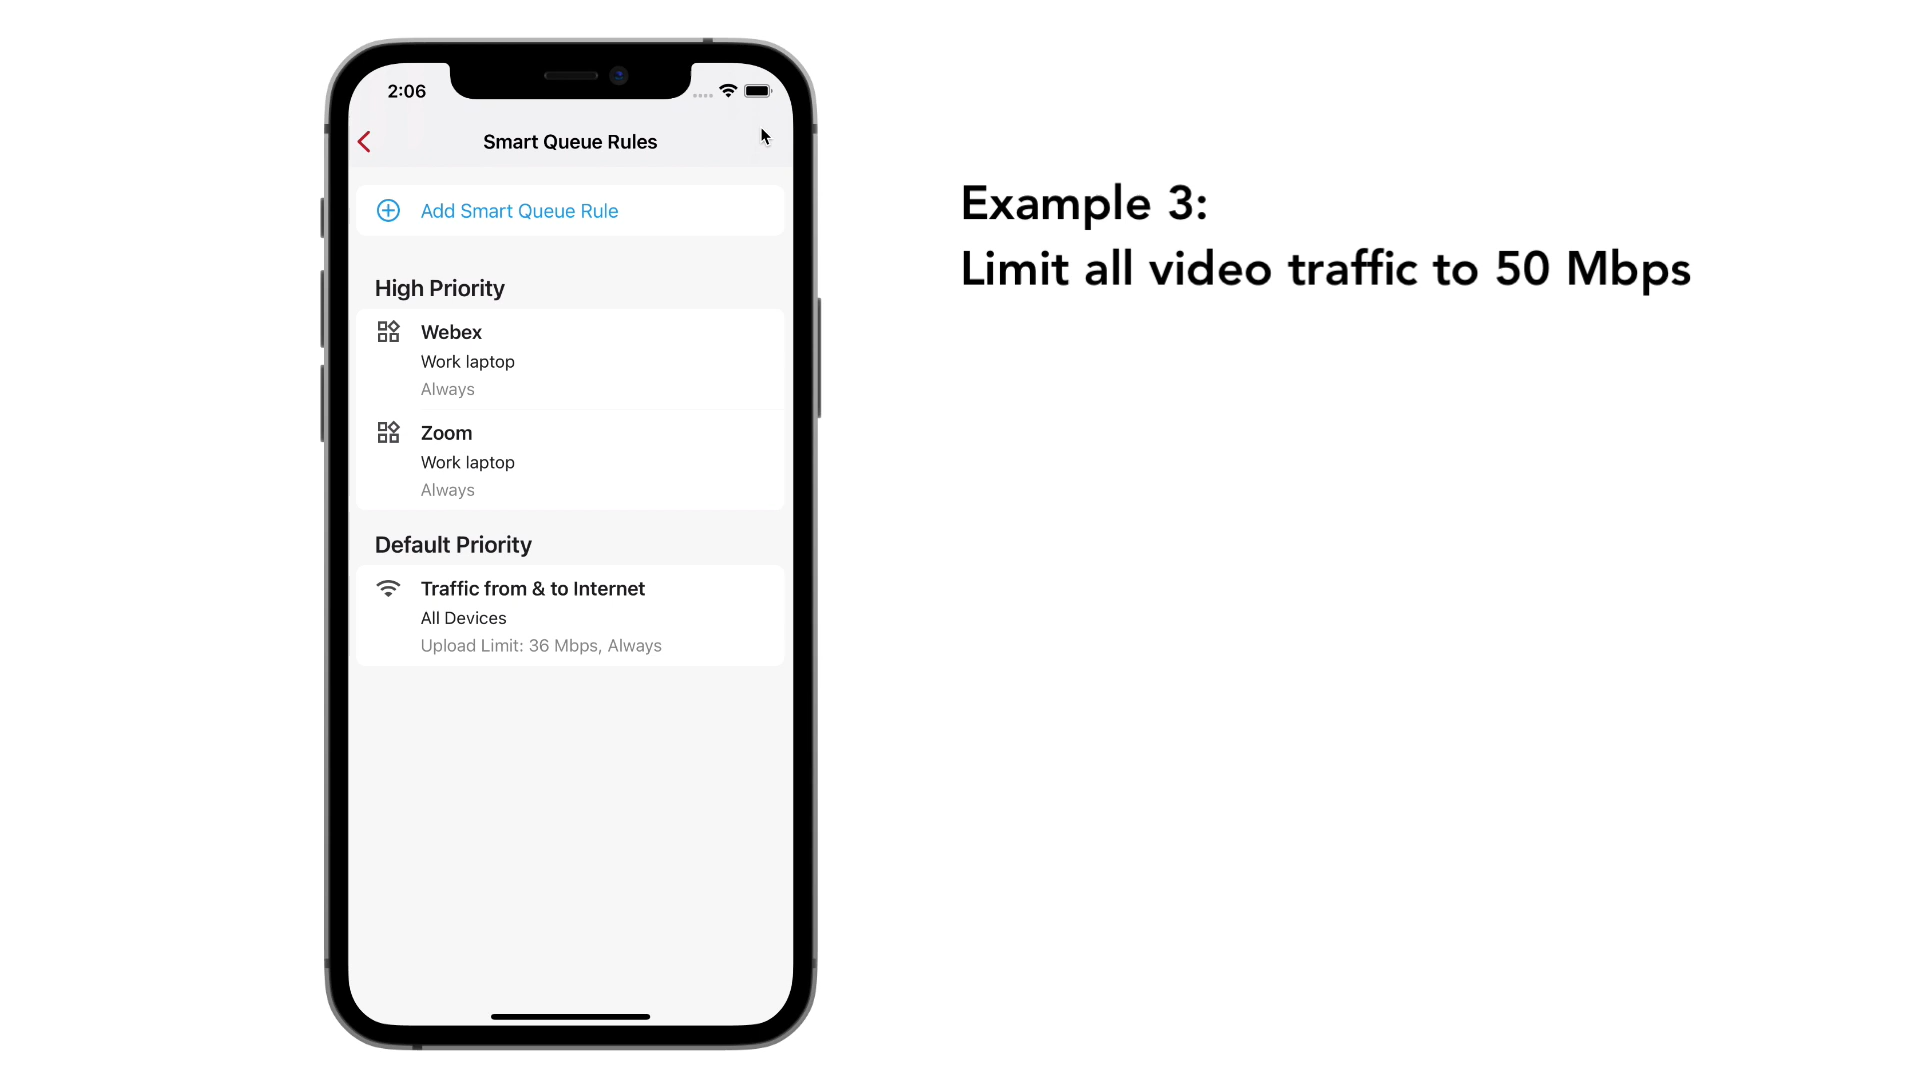 2:06
Smart Queue Rules
Add Smart Queue Rule
High Priority
Webex
Work laptop
Always
Zoom
Work laptop
Always
Default Priority
Traffic from & to Internet
All Devices
Upload Limit: 36 Mbps, Always
Example 3:
Limit all video traffic to 50 Mbps